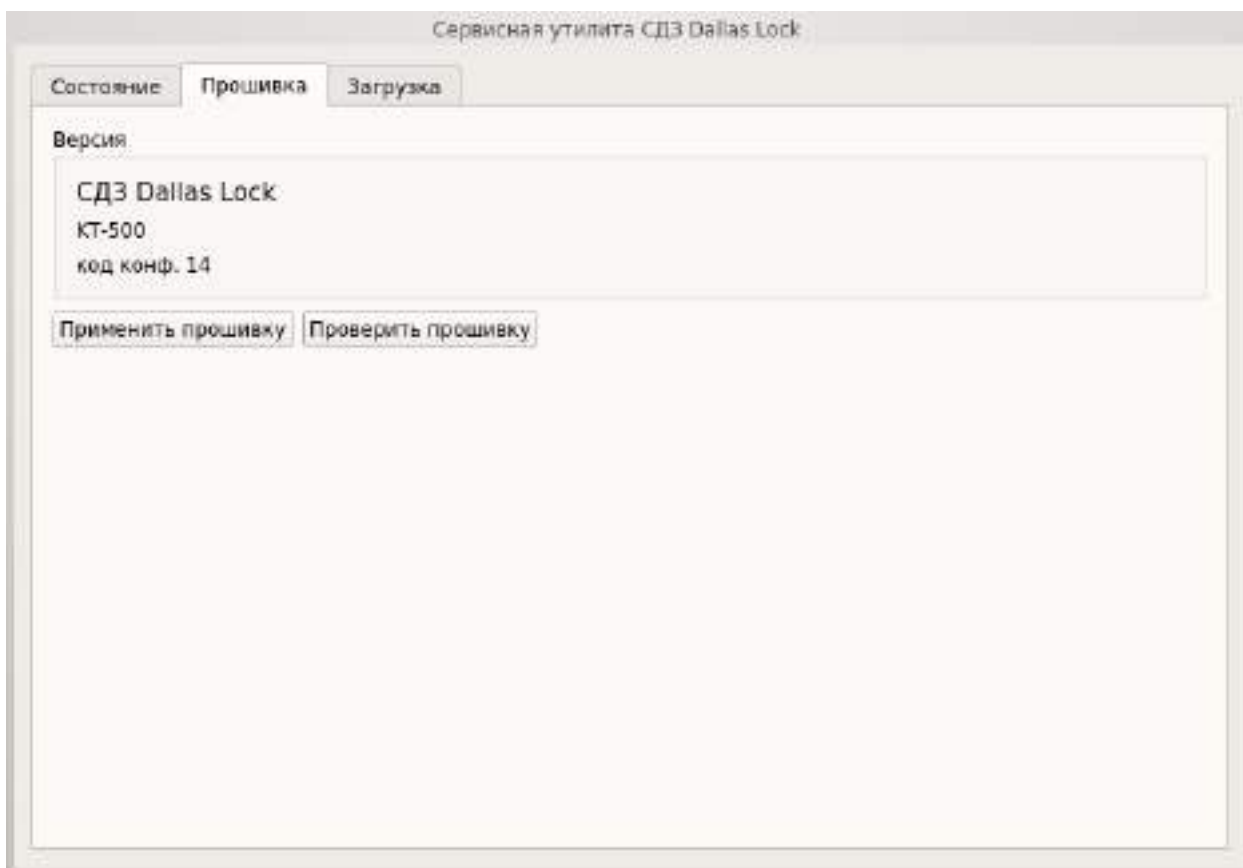 Сервисная утилита СДЗ Dallas Lock
Состояние Прошивка Загрузка
Версия
СДЗ Dallas Lock
КТ-500
код конф. 14
Применить прошивку Проверить прошивку